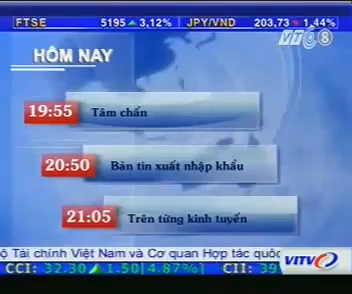 FTSE 5195 ▲ 3,12% JPY/VND 203,73 ▼ 1,44%
VTC 8
HÔM NAY
19:55 Tâm chấn
20:50 Bản tin xuất nhập khẩu
21:05 Trên từng kinh tuyến
ộ Tài chính Việt Nam và Cơ quan Hợp tác quốc
VITV
CCI: 32.30 ▲ 1.50 [4.87%] CII: 39